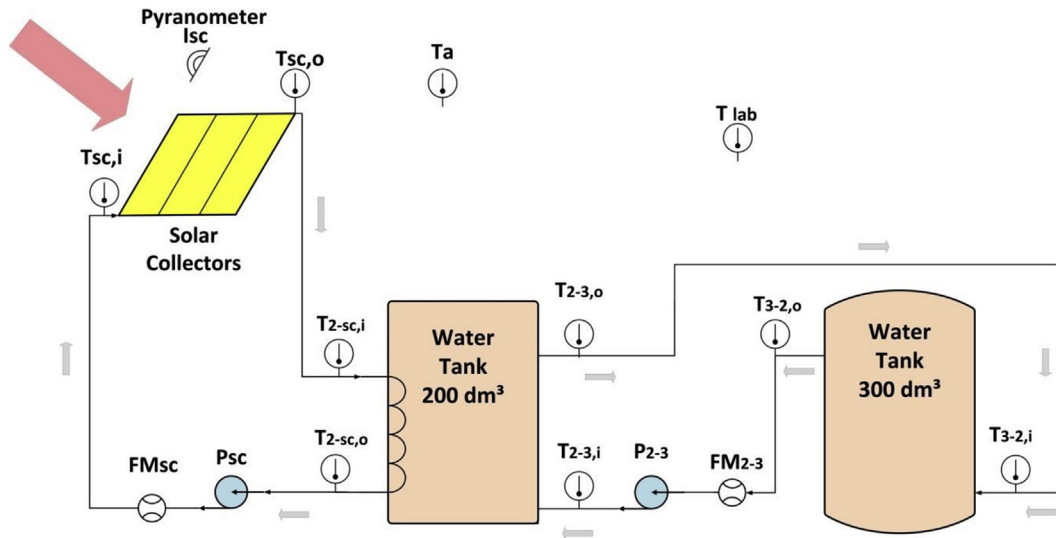 Pyranometer
Isc
Tsc,o
Ta
T lab
Tsc,i
Solar
Collectors
T2-sc,i
T2-3,o
T3-2,o
Water
Tank
200 dm³
Water
Tank
300 dm³
T2-sc,o
T2-3,i
P2-3
FM2-3
T3-2,i
FMsc
Psc